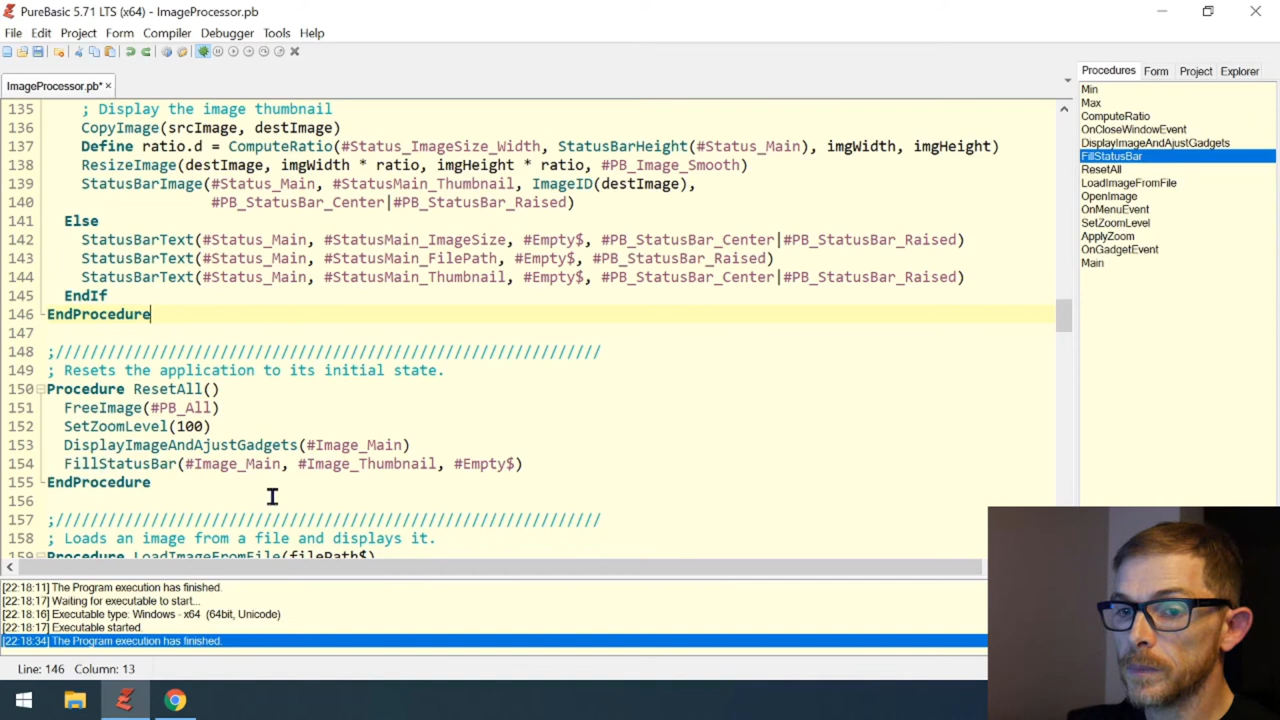 PureBasic 5.71 LTS (x64) - ImageProcessor.pb
File Edit Project Form Compiler Debugger Tools Help
ImageProcessor.pb*
Procedures Form Project Explorer
135 ; Display the image thumbnail
136 CopyImage(srcImage, destImage)
137 Define ratio.d = ComputeRatio(#Status_ImageSize_Width, StatusBarHeight(#Status_Main), imgWidth, imgHeight)
138 ResizeImage(destImage, imgWidth * ratio, imgHeight * ratio, #PB_Image_Smooth)
139 StatusBarImage(#Status_Main, #StatusMain_Thumbnail, ImageID(destImage),
140 #PB_StatusBar_Center|#PB_StatusBar_Raised)
141 Else
142 StatusBarText(#Status_Main, #StatusMain_ImageSize, #Empty$, #PB_StatusBar_Center|#PB_StatusBar_Raised)
143 StatusBarText(#Status_Main, #StatusMain_FilePath, #Empty$, #PB_StatusBar_Raised)
144 StatusBarText(#Status_Main, #StatusMain_Thumbnail, #Empty$, #PB_StatusBar_Center|#PB_StatusBar_Raised)
145 EndIf
146 EndProcedure
147
148 ;///////////////////////////////////////////////////////////////
149 ; Resets the application to its initial state.
150 Procedure ResetAll()
151 FreeImage(#PB_All)
152 SetZoomLevel(100)
153 DisplayImageAndAjustGadgets(#Image_Main)
154 FillStatusBar(#Image_Main, #Image_Thumbnail, #Empty$)
155 EndProcedure
156
157 ;///////////////////////////////////////////////////////////////
158 ; Loads an image from a file and displays it.
159 Procedure LoadImageFromFile(filePath$)
Min
Max
ComputeRatio
OnCloseWindowEvent
DisplayImageAndAjustGadgets
FillStatusBar
ResetAll
LoadImageFromFile
OpenImage
OnMenuEvent
SetZoomLevel
ApplyZoom
OnGadgetEvent
Main
[22:18:11] The Program execution has finished.
[22:18:17] Waiting for executable to start...
[22:18:16] Executable type: Windows - x64 (64bit, Unicode)
[22:18:17] Executable started.
[22:18:34] The Program execution has finished.
Line: 146 Column: 13